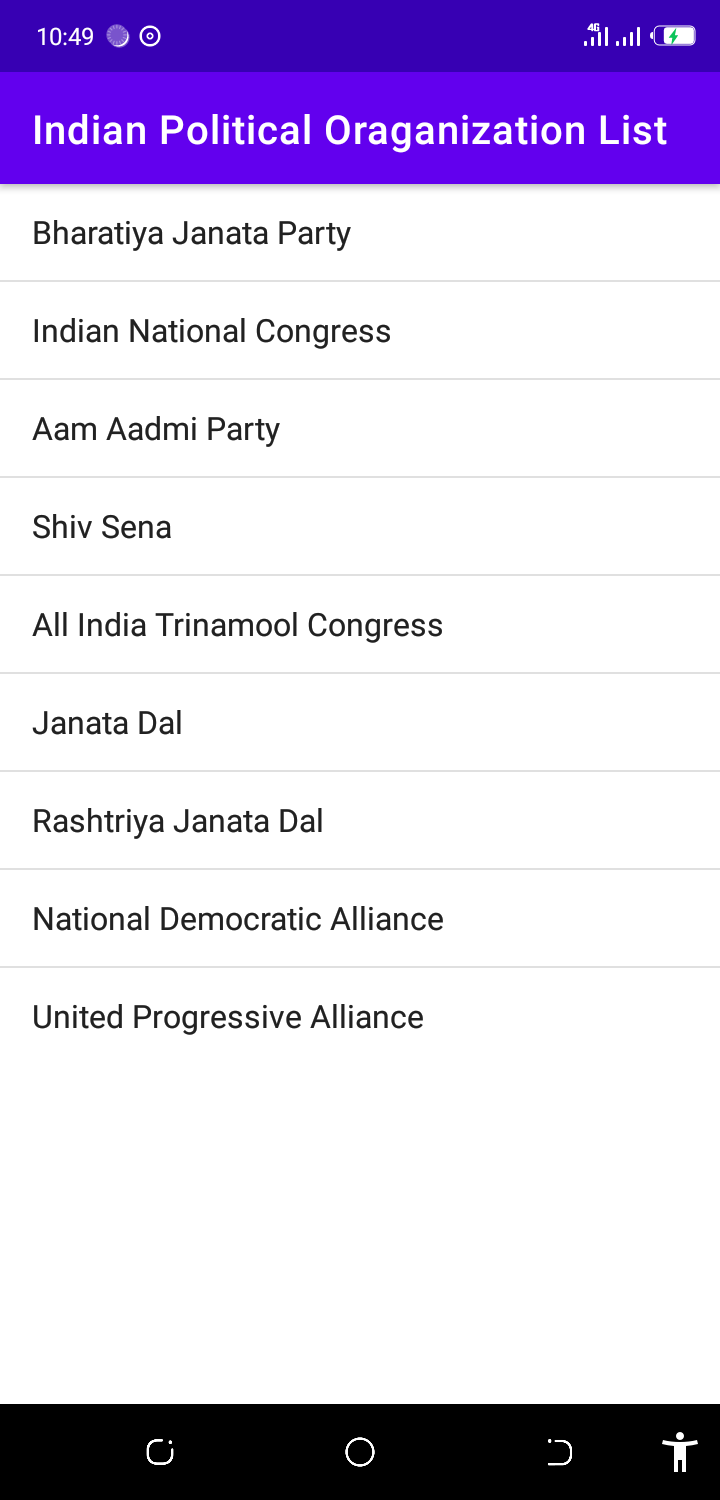 10:49
4G
Indian Political Oraganization List
Bharatiya Janata Party
Indian National Congress
Aam Aadmi Party
Shiv Sena
All India Trinamool Congress
Janata Dal
Rashtriya Janata Dal
National Democratic Alliance
United Progressive Alliance